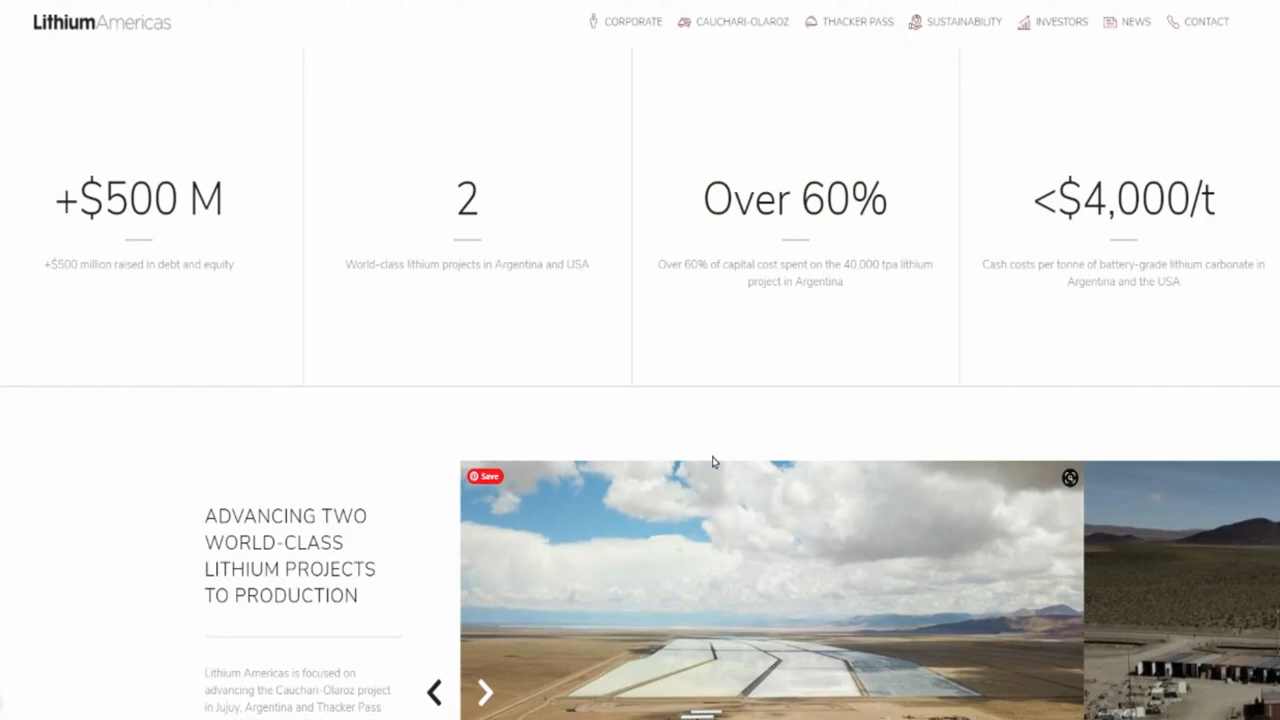 LithiumAmericas
CORPORATE
CAUCHARI-OLAROZ
THACKER PASS
SUSTAINABILITY
INVESTORS
NEWS
CONTACT
+$500 M
+$500 million raised in debt and equity
2
World-class lithium projects in Argentina and USA
Over 60%
Over 60% of capital cost spent on the 40,000 tpa lithium
project in Argentina
<$4,000/t
Cash costs per tonne of battery-grade lithium carbonate in
Argentina and the USA
Save
ADVANCING TWO
WORLD-CLASS
LITHIUM PROJECTS
TO PRODUCTION
Lithium Americas is focused on
advancing the Cauchari-Olaroz project
in Jujuy, Argentina and Thacker Pass